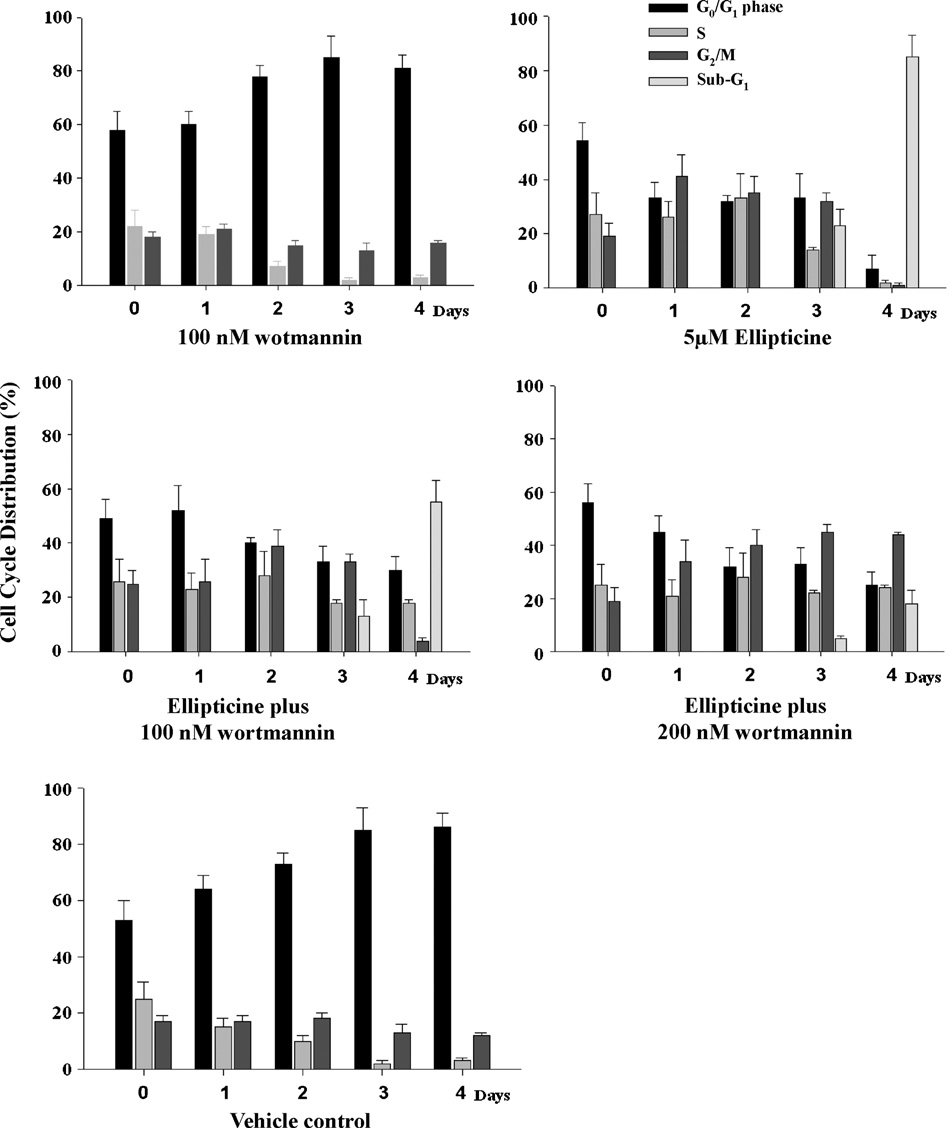 100
80
60
40
20
0
0 1 2 3 4 Days
100 nM wotmannin
G₀/G₁ phase
S
G₂/M
Sub-G₁
100
80
60
40
20
0
0 1 2 3 4 Days
5µM Ellipticine
Cell Cycle Distribution (%)
100
80
60
40
20
0
0 1 2 3 4 Days
Ellipticine plus
100 nM wortmannin
100
80
60
40
20
0
0 1 2 3 4 Days
Ellipticine plus
200 nM wortmannin
100
80
60
40
20
0
0 1 2 3 4 Days
Vehicle control